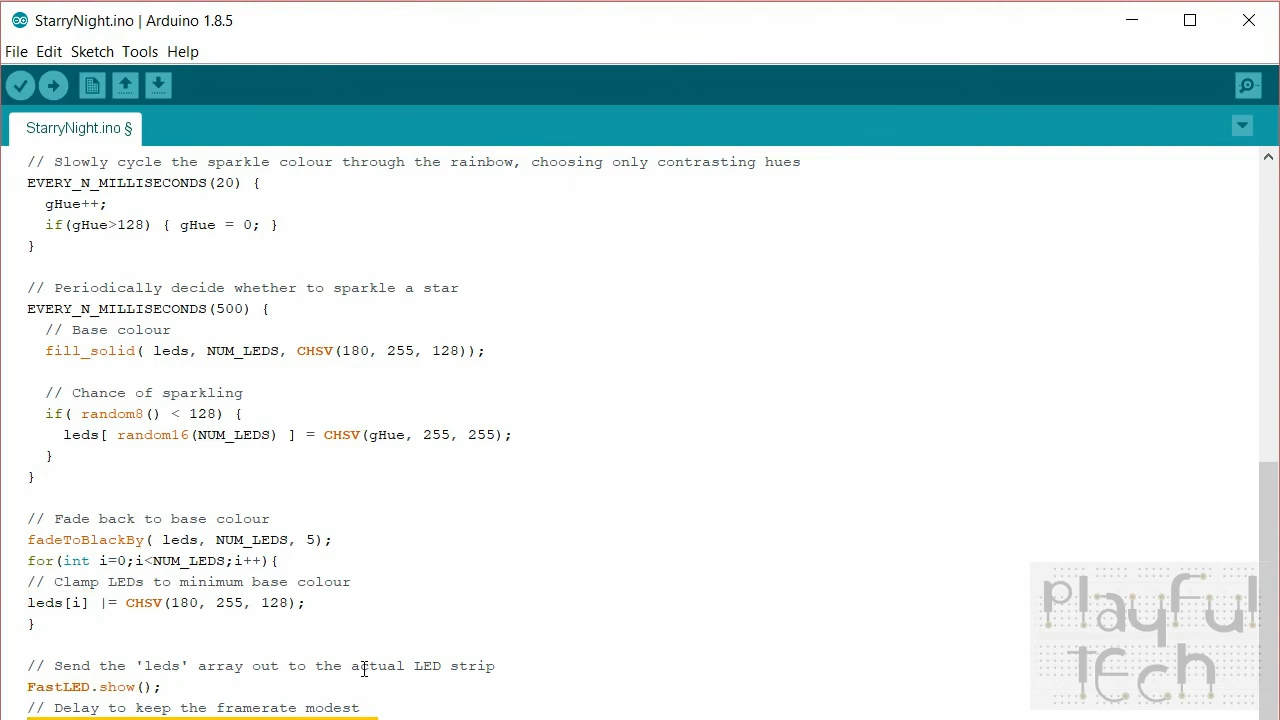 StarryNight.ino | Arduino 1.8.5
File Edit Sketch Tools Help
StarryNight.ino §
// Slowly cycle the sparkle colour through the rainbow, choosing only contrasting hues
EVERY_N_MILLISECONDS(20) {
gHue++;
if(gHue>128) { gHue = 0; }
}
// Periodically decide whether to sparkle a star
EVERY_N_MILLISECONDS(500) {
// Base colour
fill_solid( leds, NUM_LEDS, CHSV(180, 255, 128));
// Chance of sparkling
if( random8() < 128) {
leds[ random16(NUM_LEDS) ] = CHSV(gHue, 255, 255);
}
}
// Fade back to base colour
fadeToBlackBy( leds, NUM_LEDS, 5);
for(int i=0;i<NUM_LEDS;i++){
// Clamp LEDs to minimum base colour
leds[i] |= CHSV(180, 255, 128);
}
// Send the 'leds' array out to the actual LED strip
FastLED.show();
// Delay to keep the framerate modest
playful
tech